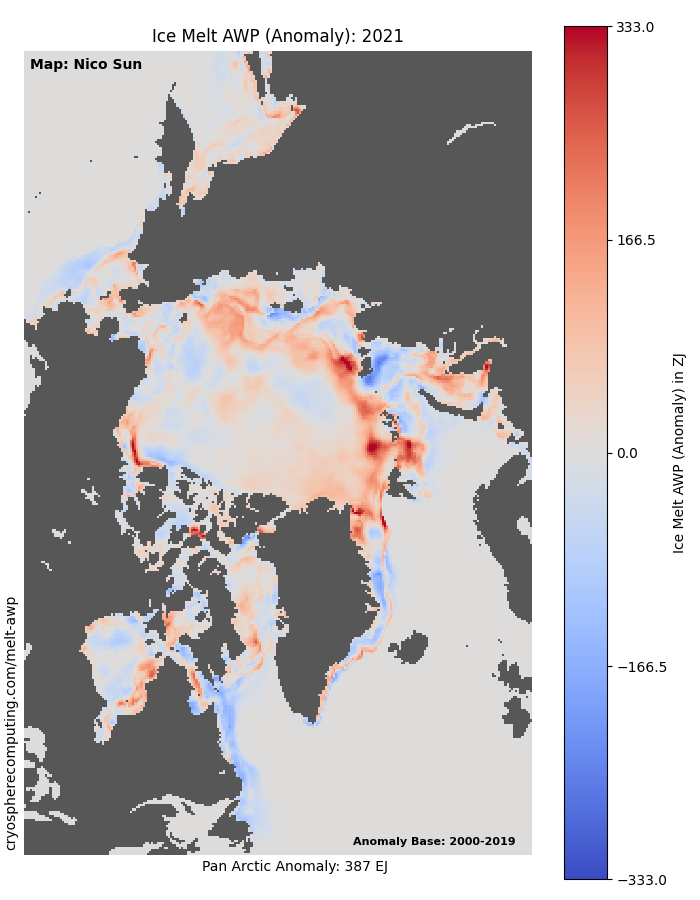 Ice Melt AWP (Anomaly): 2021
Map: Nico Sun
333.0
166.5
0.0
−166.5
−333.0
Ice Melt AWP (Anomaly) in ZJ
cryospherecomputing.com/melt-awp
Anomaly Base: 2000-2019
Pan Arctic Anomaly: 387 EJ